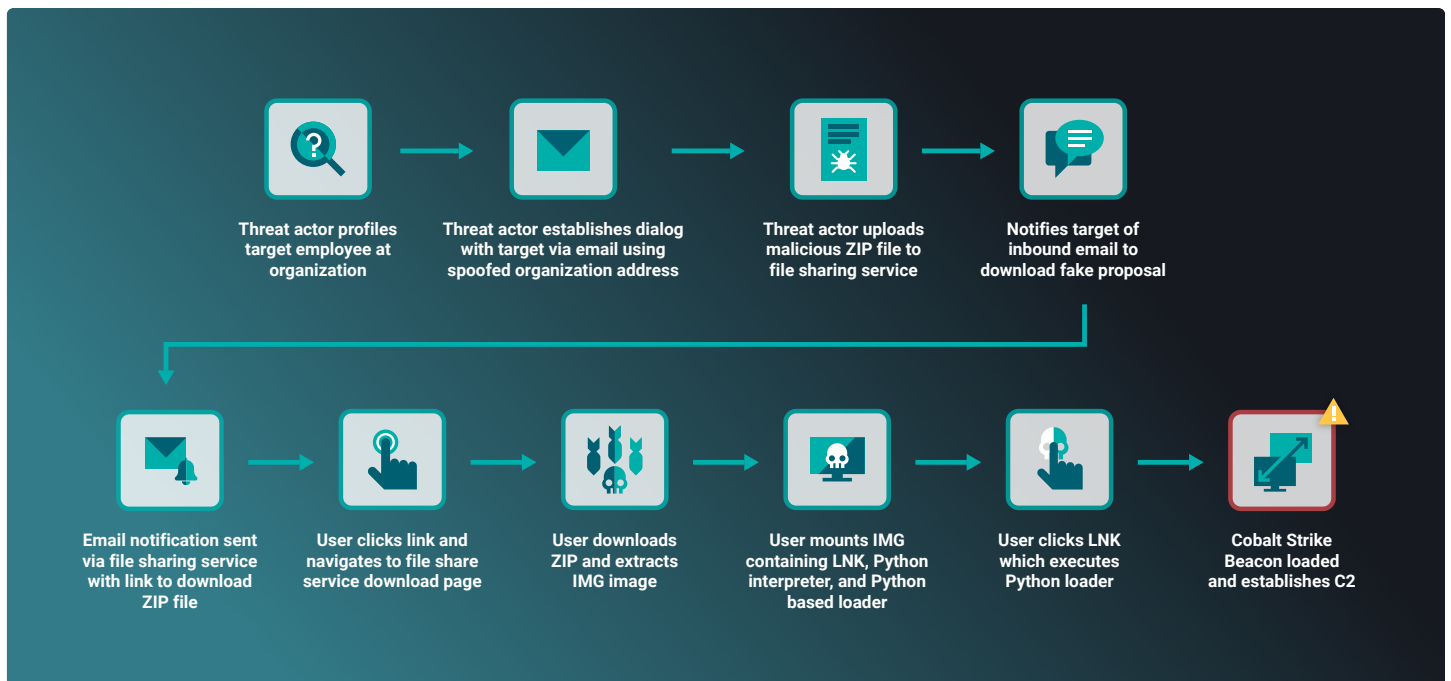 Threat actor profiles
target employee at
organization
Threat actor establishes dialog
with target via email using
spoofed organization address
Threat actor uploads
malicious ZIP file to
file sharing service
Notifies target of
inbound email to
download fake proposal
Email notification sent
via file sharing service
with link to download
ZIP file
User clicks link and
navigates to file share
service download page
User downloads
ZIP and extracts
IMG image
User mounts IMG
containing LNK, Python
interpreter, and Python
based loader
User clicks LNK
which executes
Python loader
Cobalt Strike
Beacon loaded
and establishes C2